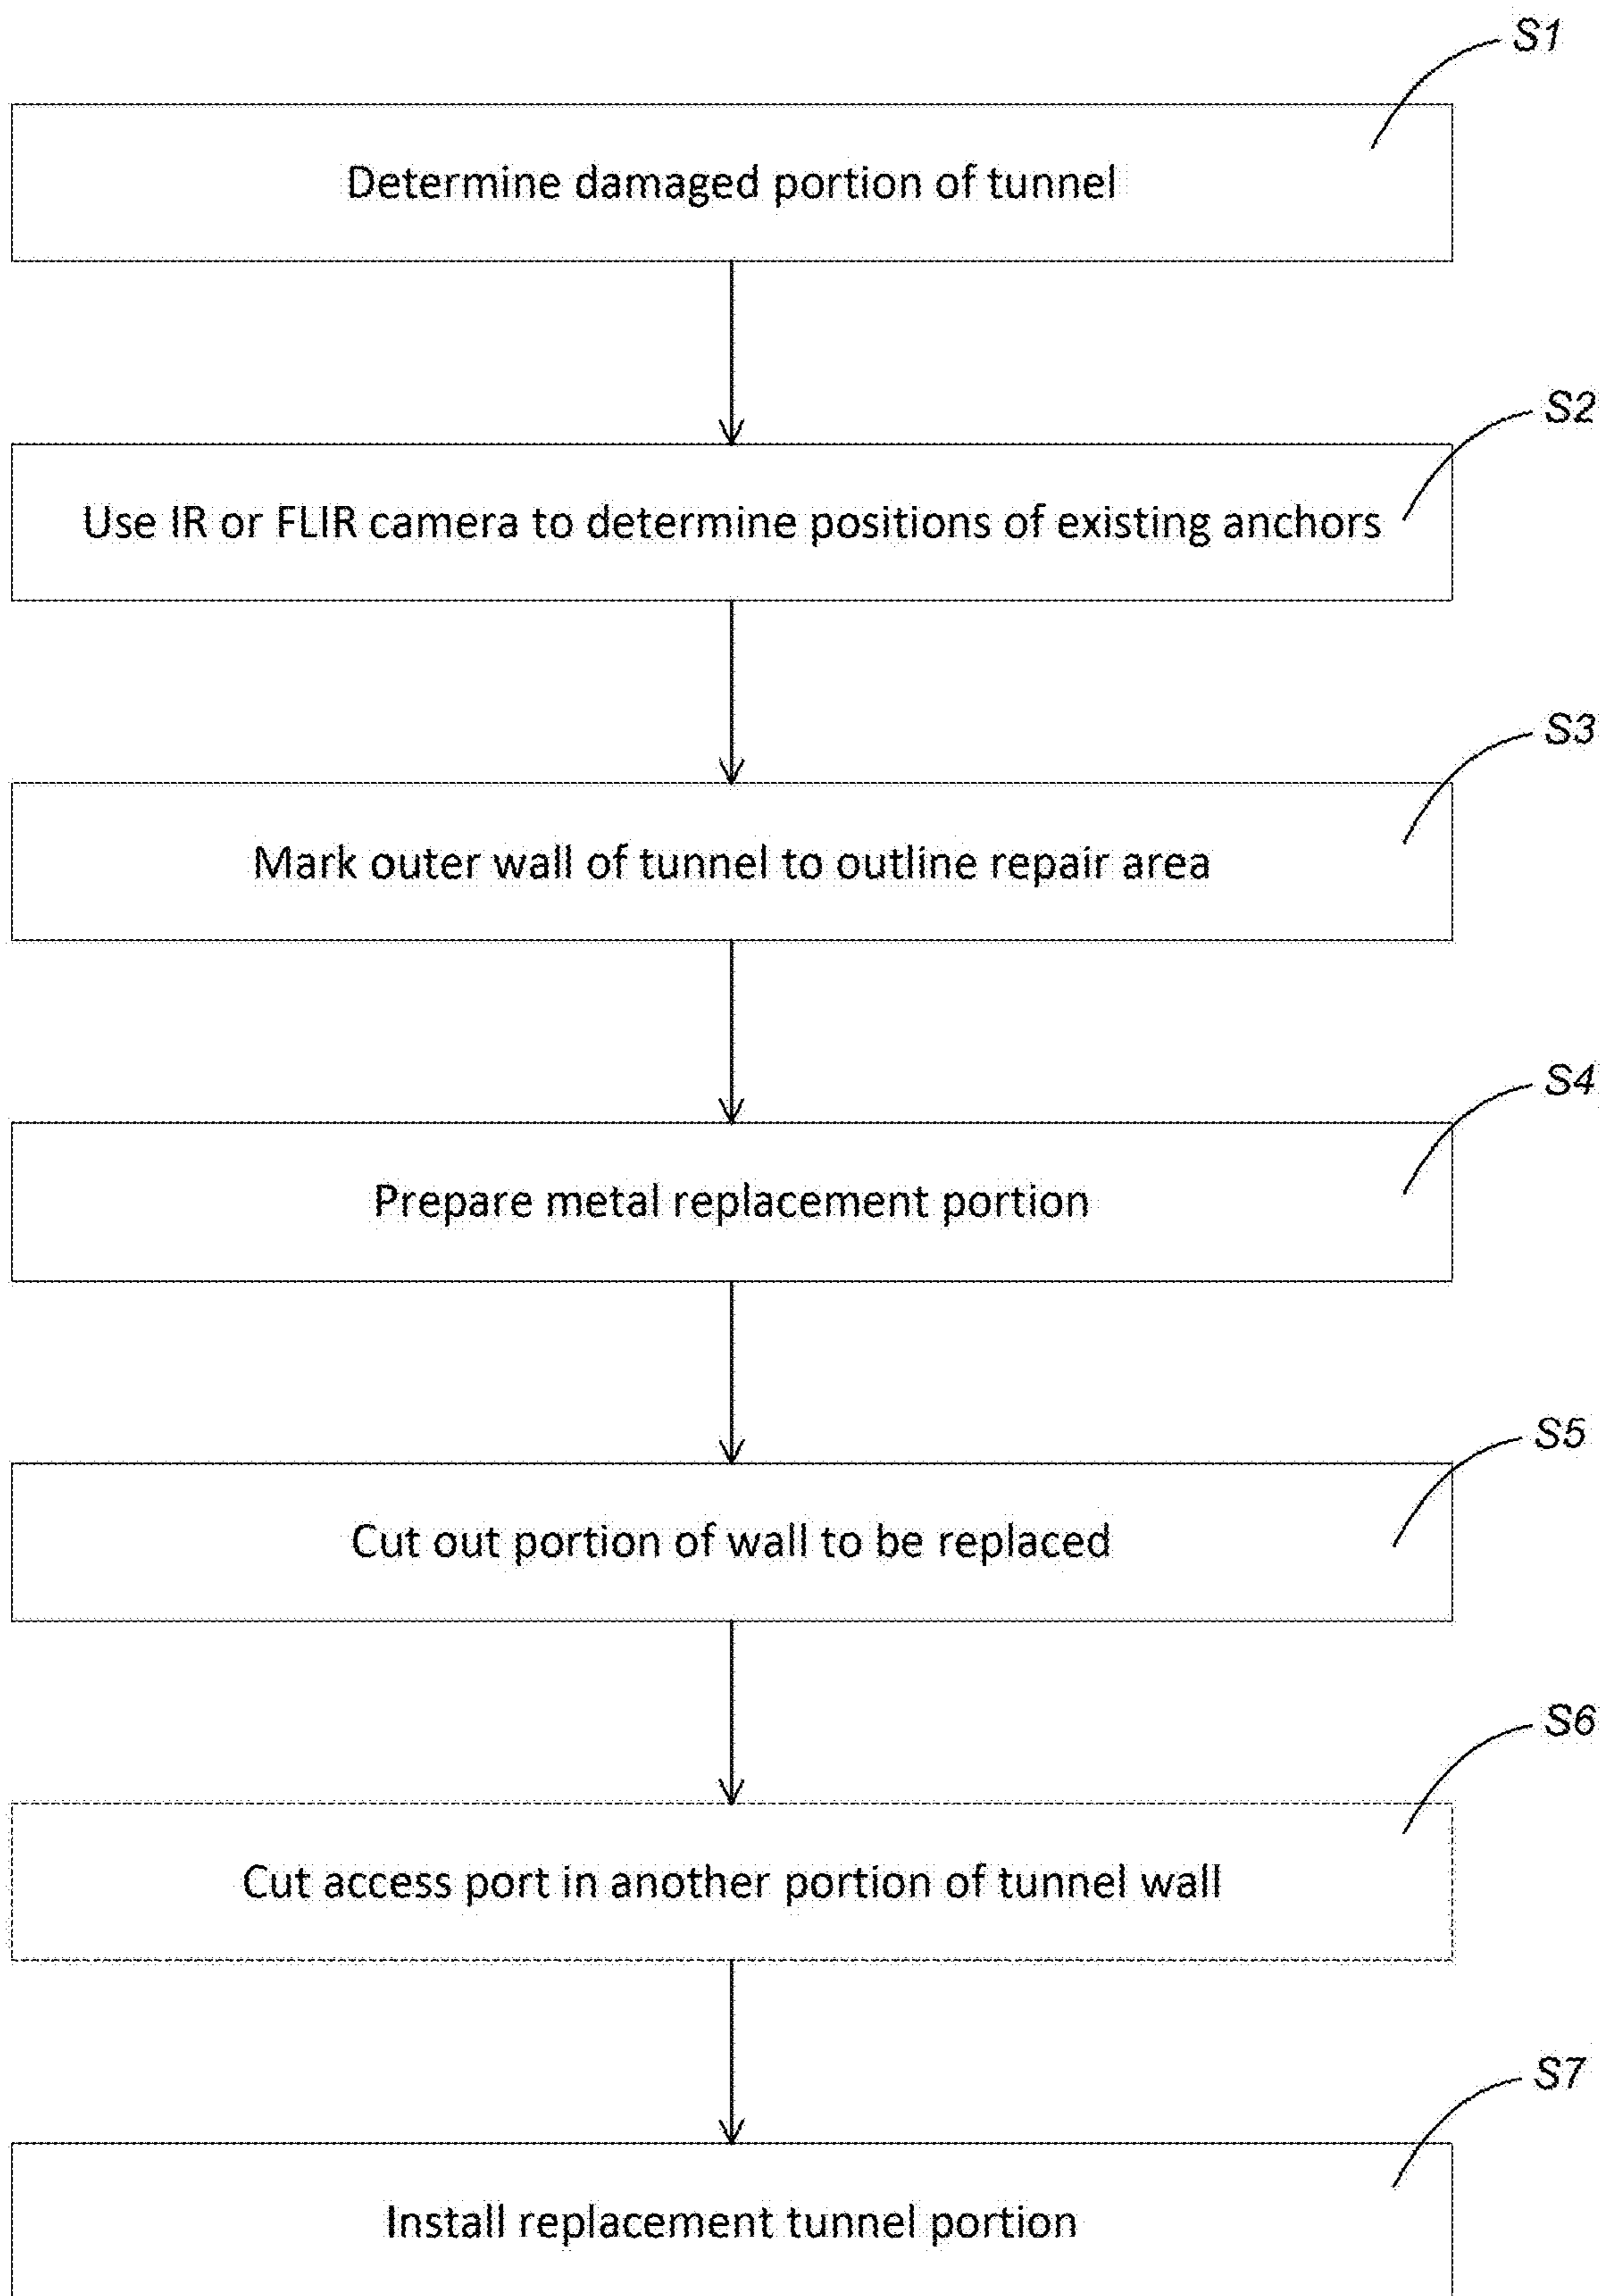 S1
Determine damaged portion of tunnel
S2
Use IR or FLIR camera to determine positions of existing anchors
S3
Mark outer wall of tunnel to outline repair area
S4
Prepare metal replacement portion
S5
Cut out portion of wall to be replaced
S6
Cut access port in another portion of tunnel wall
S7
Install replacement tunnel portion